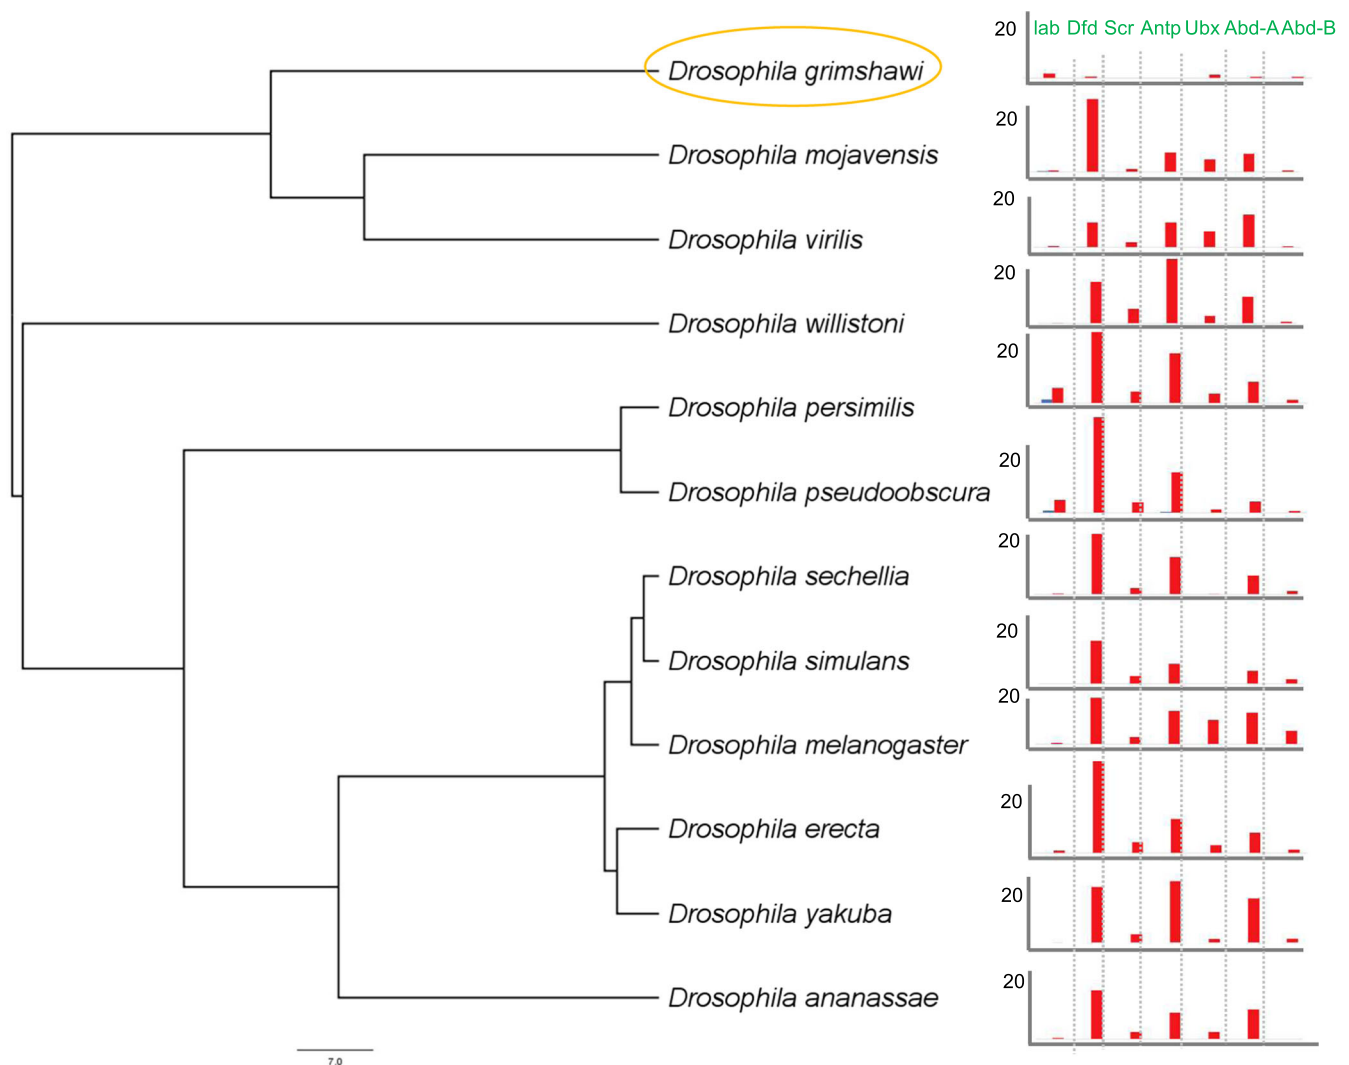 20 lab Dfd Scr Antp Ubx Abd-A Abd-B
Drosophila grimshawi
20
Drosophila mojavensis
20
Drosophila virilis
20
Drosophila willistoni
20
Drosophila persimilis
20
Drosophila pseudoobscura
20
Drosophila sechellia
20
Drosophila simulans
20
Drosophila melanogaster
20
Drosophila erecta
20
Drosophila yakuba
20
Drosophila ananassae
7.0